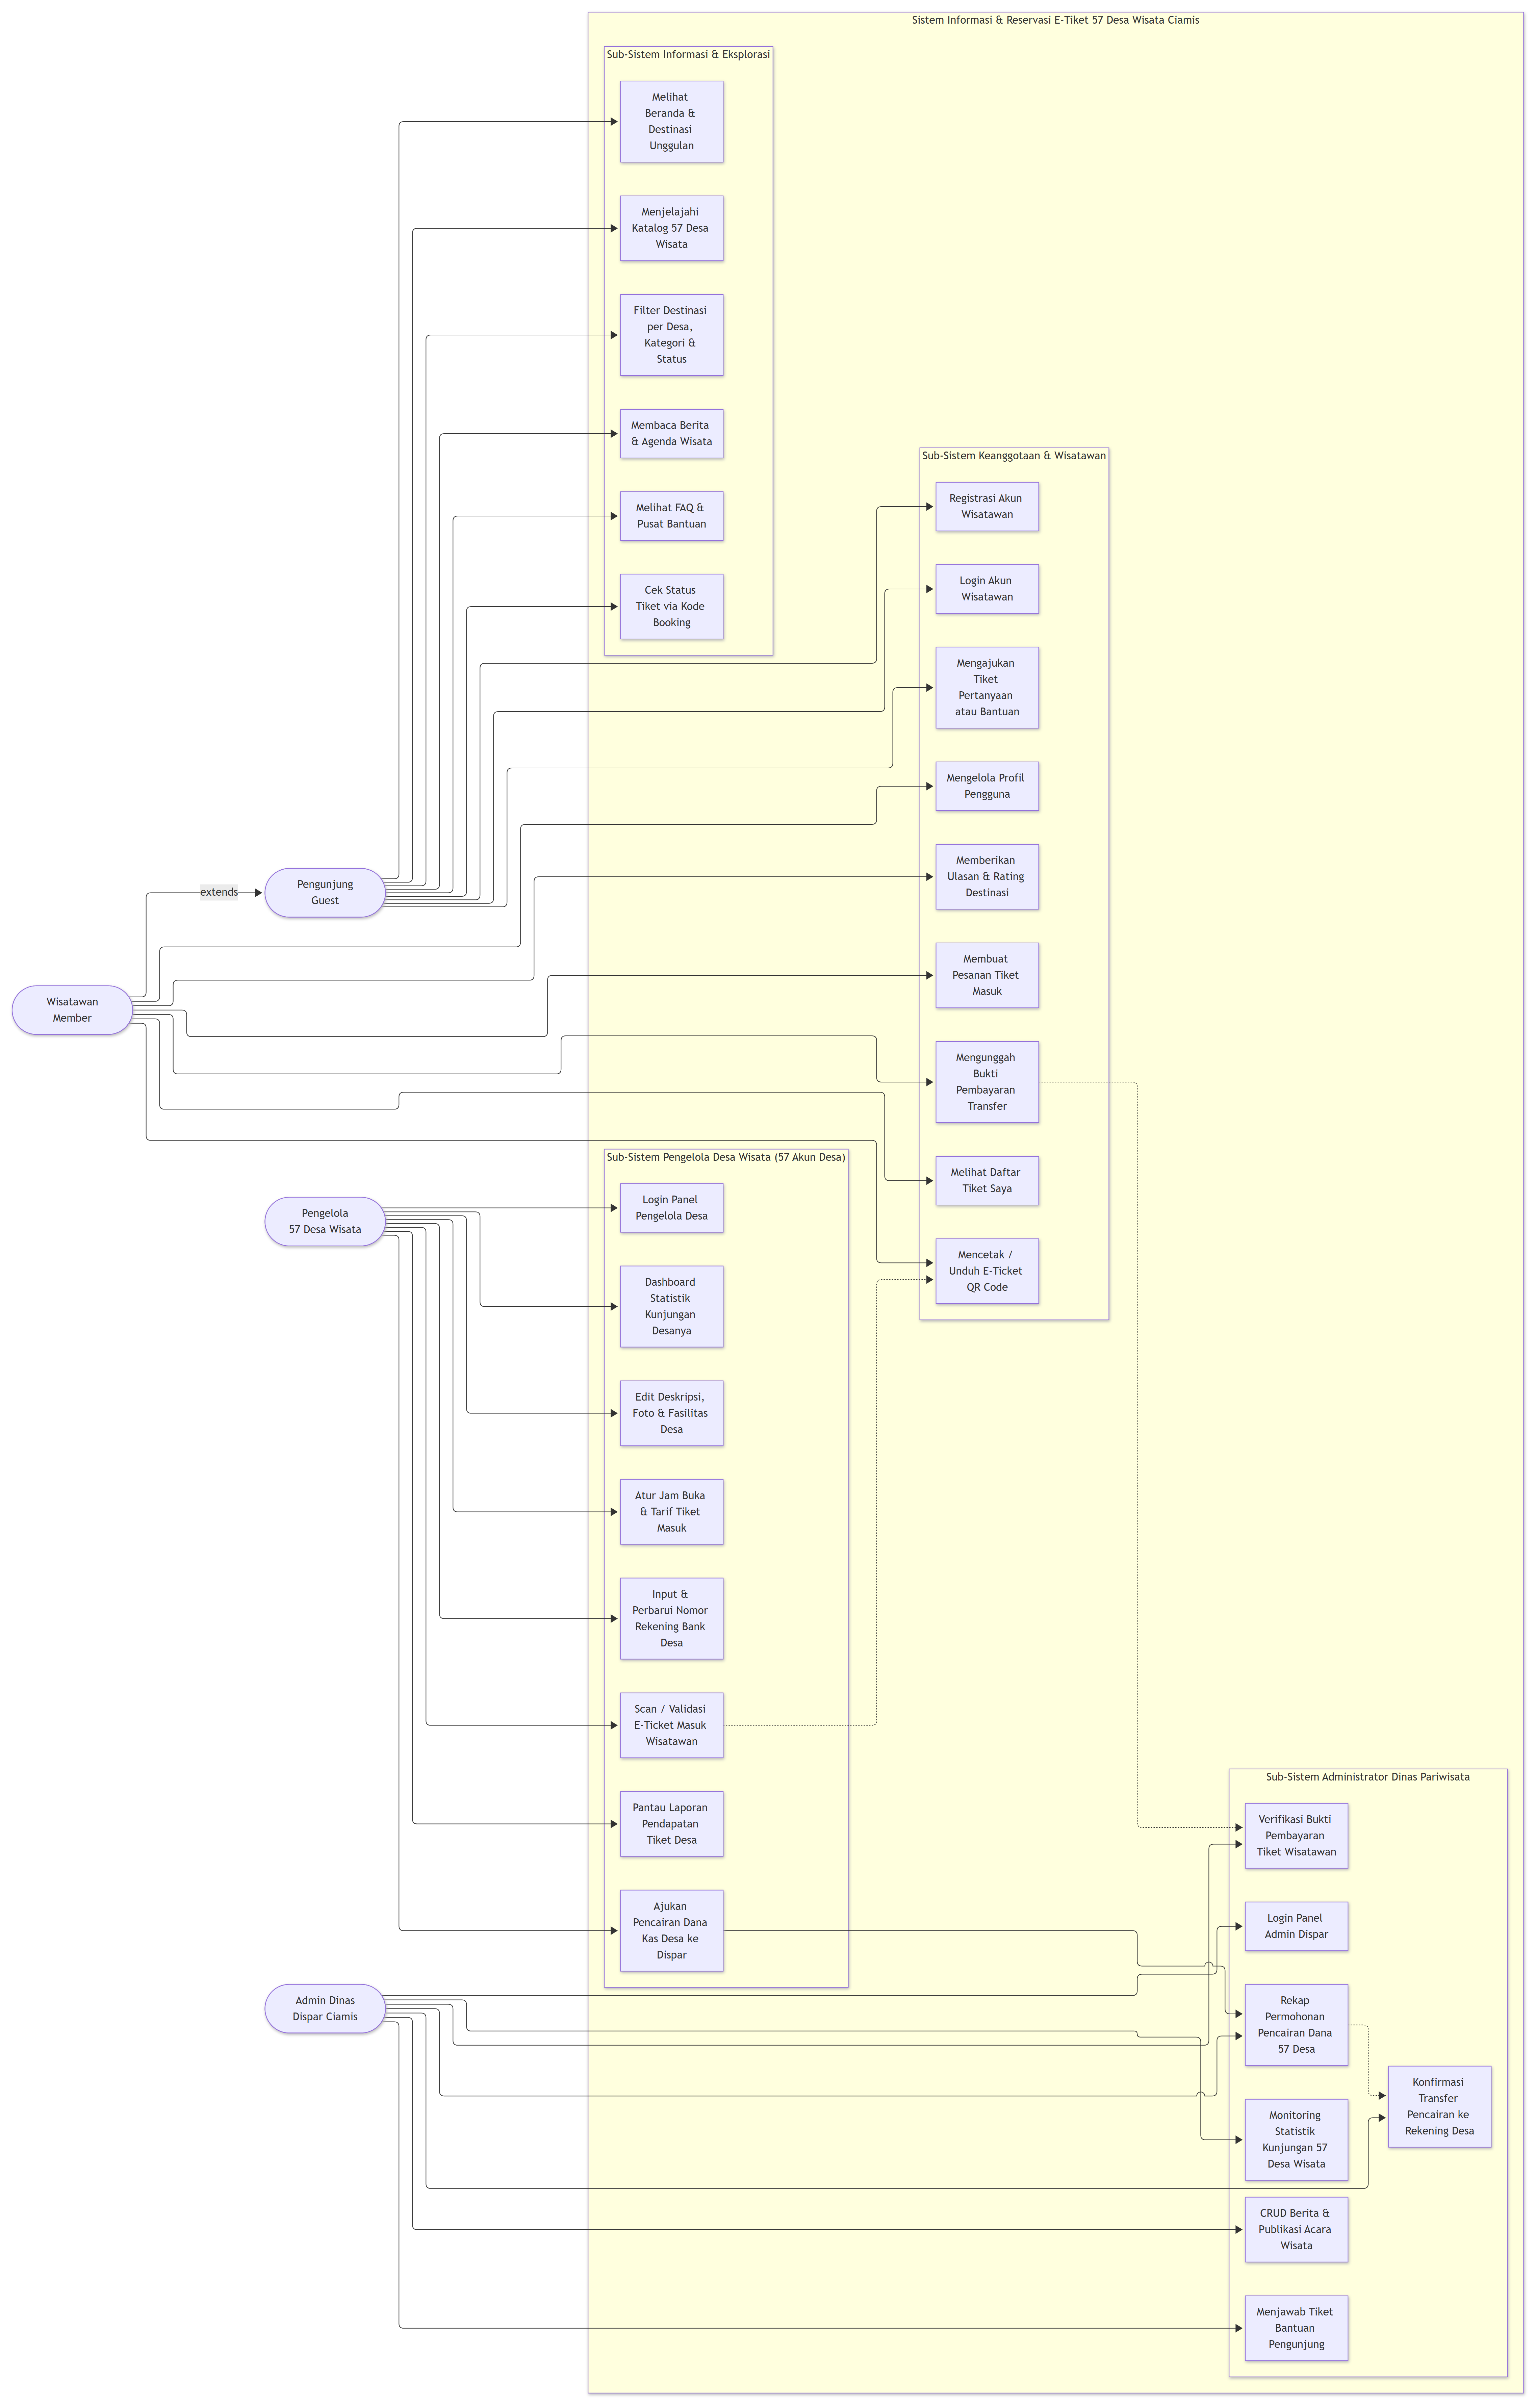 Sistem Informasi & Reservasi E-Tiket 57 Desa Wisata Ciamis
Sub-Sistem Informasi & Eksplorasi
Melihat
Beranda &
Destinasi
Unggulan
Menjelajahi
Katalog 57 Desa
Wisata
Filter Destinasi
per Desa,
Kategori &
Status
Membaca Berita
& Agenda Wisata
Melihat FAQ &
Pusat Bantuan
Cek Status
Tiket via Kode
Booking
Sub-Sistem Keanggotaan & Wisatawan
Registrasi Akun
Wisatawan
Login Akun
Wisatawan
Mengajukan
Tiket
Pertanyaan
atau Bantuan
Mengelola Profil
Pengguna
Memberikan
Ulasan & Rating
Destinasi
Membuat
Pesanan Tiket
Masuk
Mengunggah
Bukti
Pembayaran
Transfer
Melihat Daftar
Tiket Saya
Mencetak /
Unduh E-Ticket
QR Code
extends
Pengunjung
Guest
Wisatawan
Member
Pengelola
57 Desa Wisata
Admin Dinas
Dispar Ciamis
Sub-Sistem Pengelola Desa Wisata (57 Akun Desa)
Login Panel
Pengelola Desa
Dashboard
Statistik
Kunjungan
Desanya
Edit Deskripsi,
Foto & Fasilitas
Desa
Atur Jam Buka
& Tarif Tiket
Masuk
Input &
Perbarui Nomor
Rekening Bank
Desa
Scan / Validasi
E-Ticket Masuk
Wisatawan
Pantau Laporan
Pendapatan
Tiket Desa
Ajukan
Pencairan Dana
Kas Desa ke
Dispar
Sub-Sistem Administrator Dinas Pariwisata
Verifikasi Bukti
Pembayaran
Tiket Wisatawan
Login Panel
Admin Dispar
Rekap
Permohonan
Pencairan Dana
57 Desa
Konfirmasi
Transfer
Pencairan ke
Rekening Desa
Monitoring
Statistik
Kunjungan 57
Desa Wisata
CRUD Berita &
Publikasi Acara
Wisata
Menjawab Tiket
Bantuan
Pengunjung